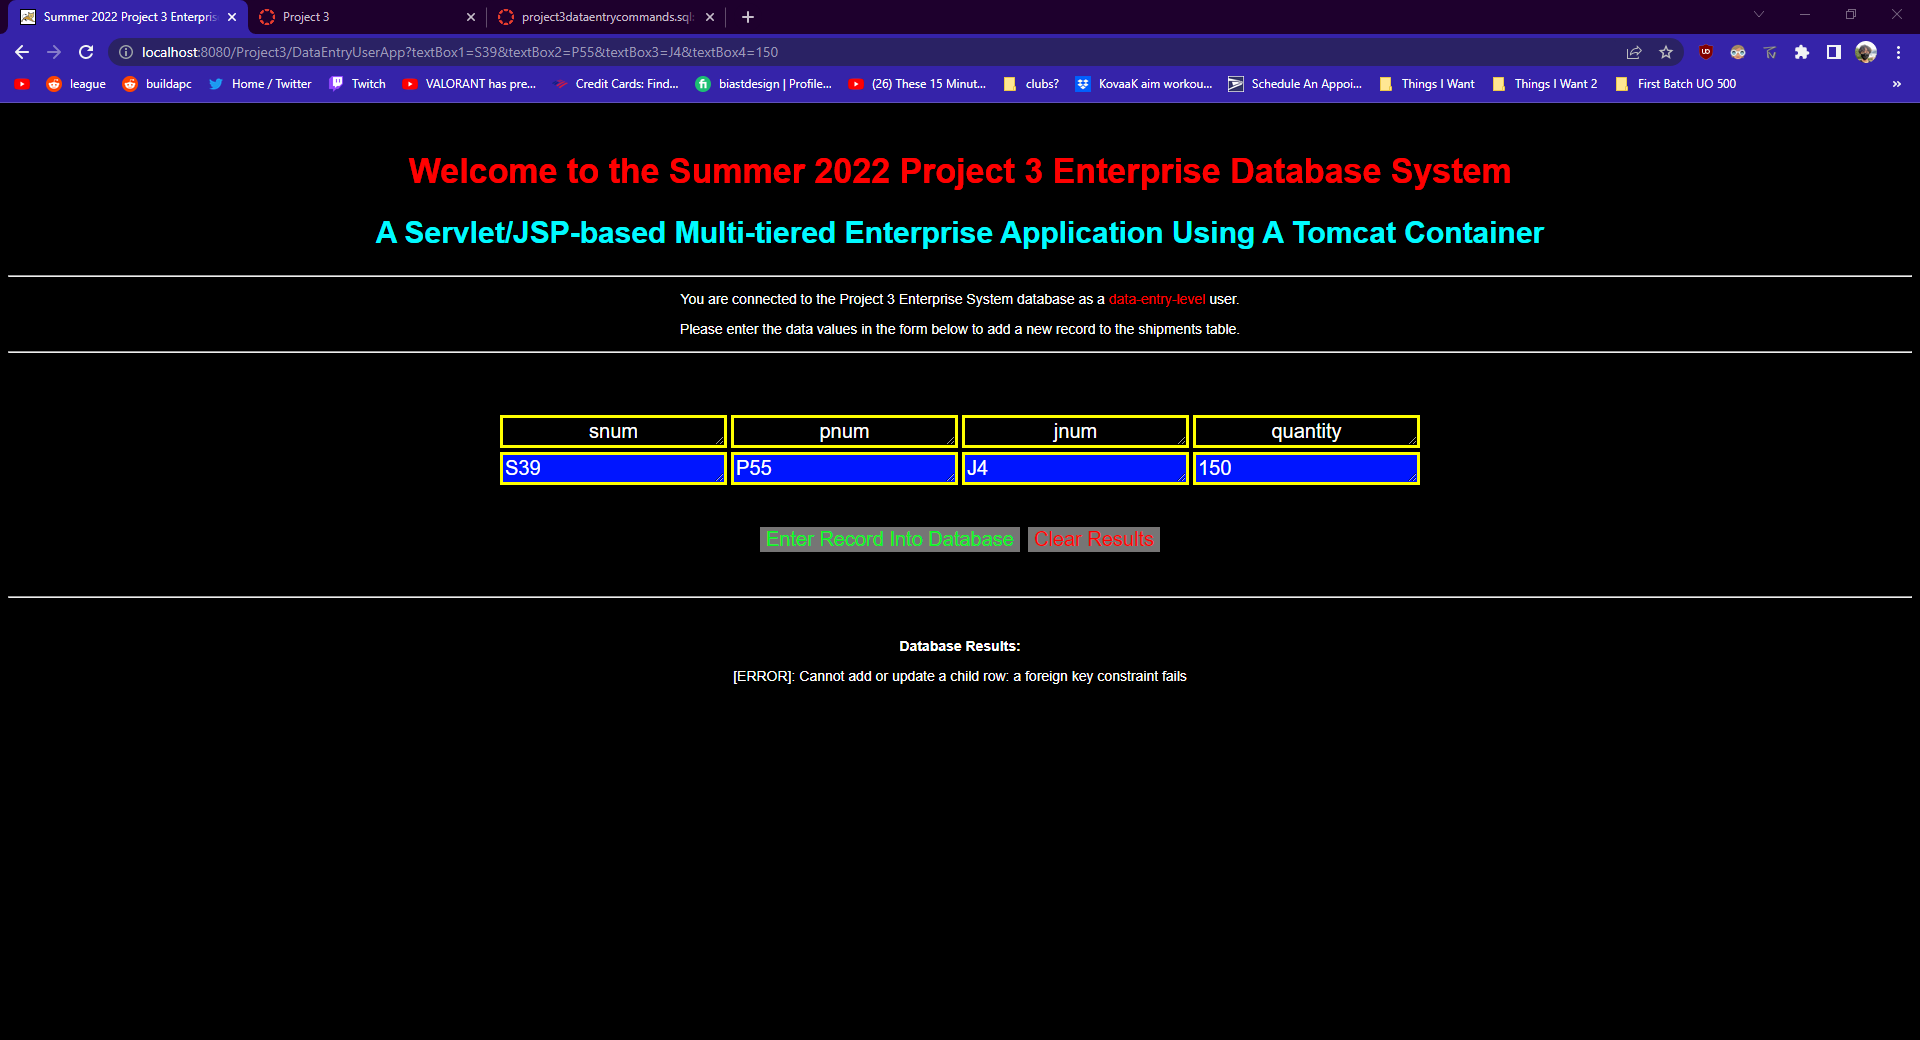 Summer 2022 Project 3 Enterpris
Project 3
project3dataentrycommands.sql
localhost:8080/Project3/DataEntryUserApp?textBox1=S39&textBox2=P55&textBox3=J4&textBox4=150
league
buildapc
Home / Twitter
Twitch
VALORANT has pre...
Credit Cards: Find...
biastdesign | Profile...
(26) These 15 Minut...
clubs?
KovaaK aim workou...
Schedule An Appoi...
Things I Want
Things I Want 2
First Batch UO 500
»
Welcome to the Summer 2022 Project 3 Enterprise Database System
A Servlet/JSP-based Multi-tiered Enterprise Application Using A Tomcat Container
You are connected to the Project 3 Enterprise System database as a data-entry-level user.
Please enter the data values in the form below to add a new record to the shipments table.
snum pnum jnum quantity
S39 P55 J4 150
Enter Record Into Database Clear Results
Database Results:
[ERROR]: Cannot add or update a child row: a foreign key constraint fails